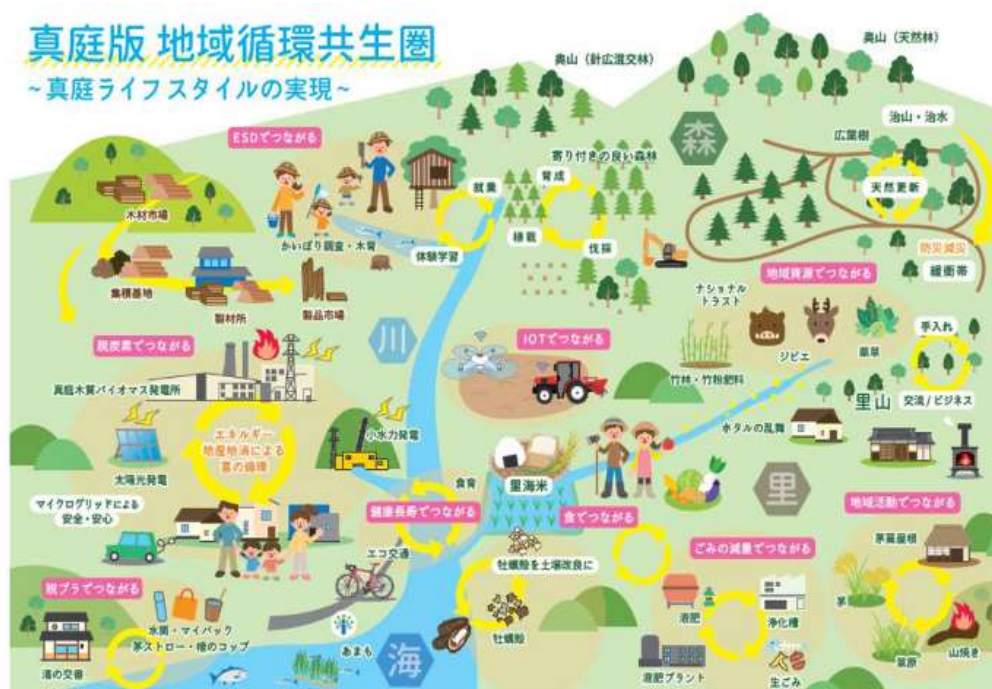 真庭版 地域循環共生圏
~真庭ライフスタイルの実現~
奥山(針広混交林)
奥山(天然林)
森
治山・治水
広葉樹
天然更新
防災減災
緩衝帯
ESDでつながる
木材市場
集積基地
製材所
製品市場
かいぼり調査・木育
就業
体験学習
寄り付きの良い森林
育成
植栽
伐採
地域資源でつながる
ナショナル
トラスト
ジビエ
薬草
竹林・竹粉肥料
手入れ
交流/ビジネス
里山
ホタルの乱舞
川
IOTでつながる
脱炭素でつながる
真庭木質バイオマス発電所
エネルギー
地産地消による
富の循環
太陽光発電
小水力発電
マイクログリッドによる
安全・安心
食育
健康長寿でつながる
エコ交通
里海米
食でつながる
里
牡蠣殻を土壌改良に
牡蠣殻
ごみの減量でつながる
液肥
浄化槽
液肥プラント
生ごみ
地域活動でつながる
茅葺屋根
茅
茅原
山焼き
脱プラでつながる
水筒・マイバック
茅ストロー・檜のコップ
海の交番
あまも
海